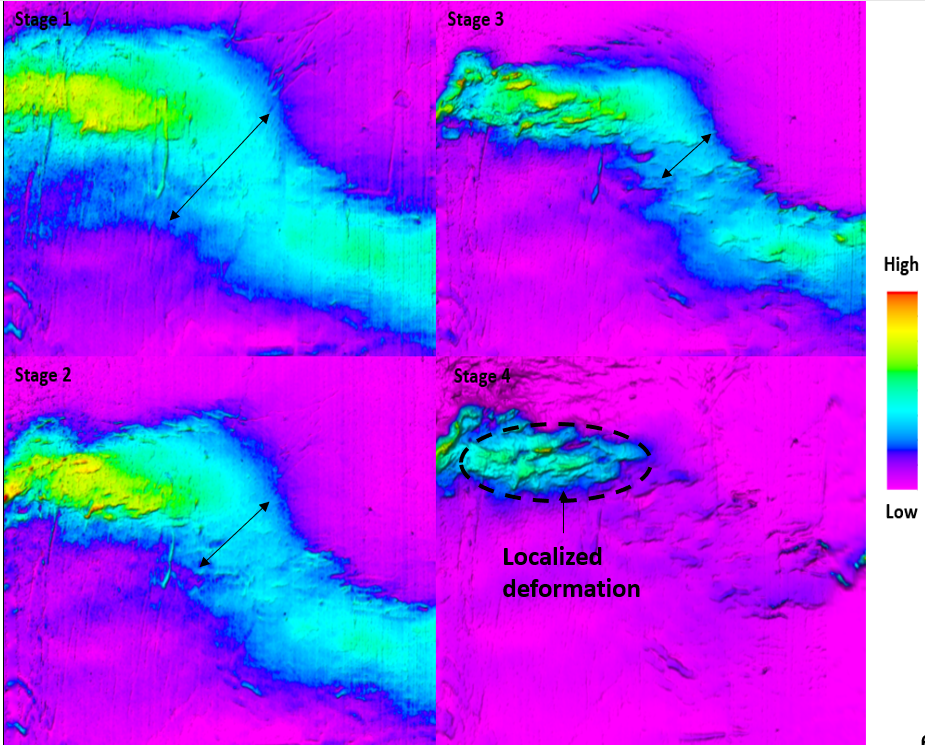 Stage 1
Stage 3
High
Low
Stage 2
Stage 4
Localized
deformation